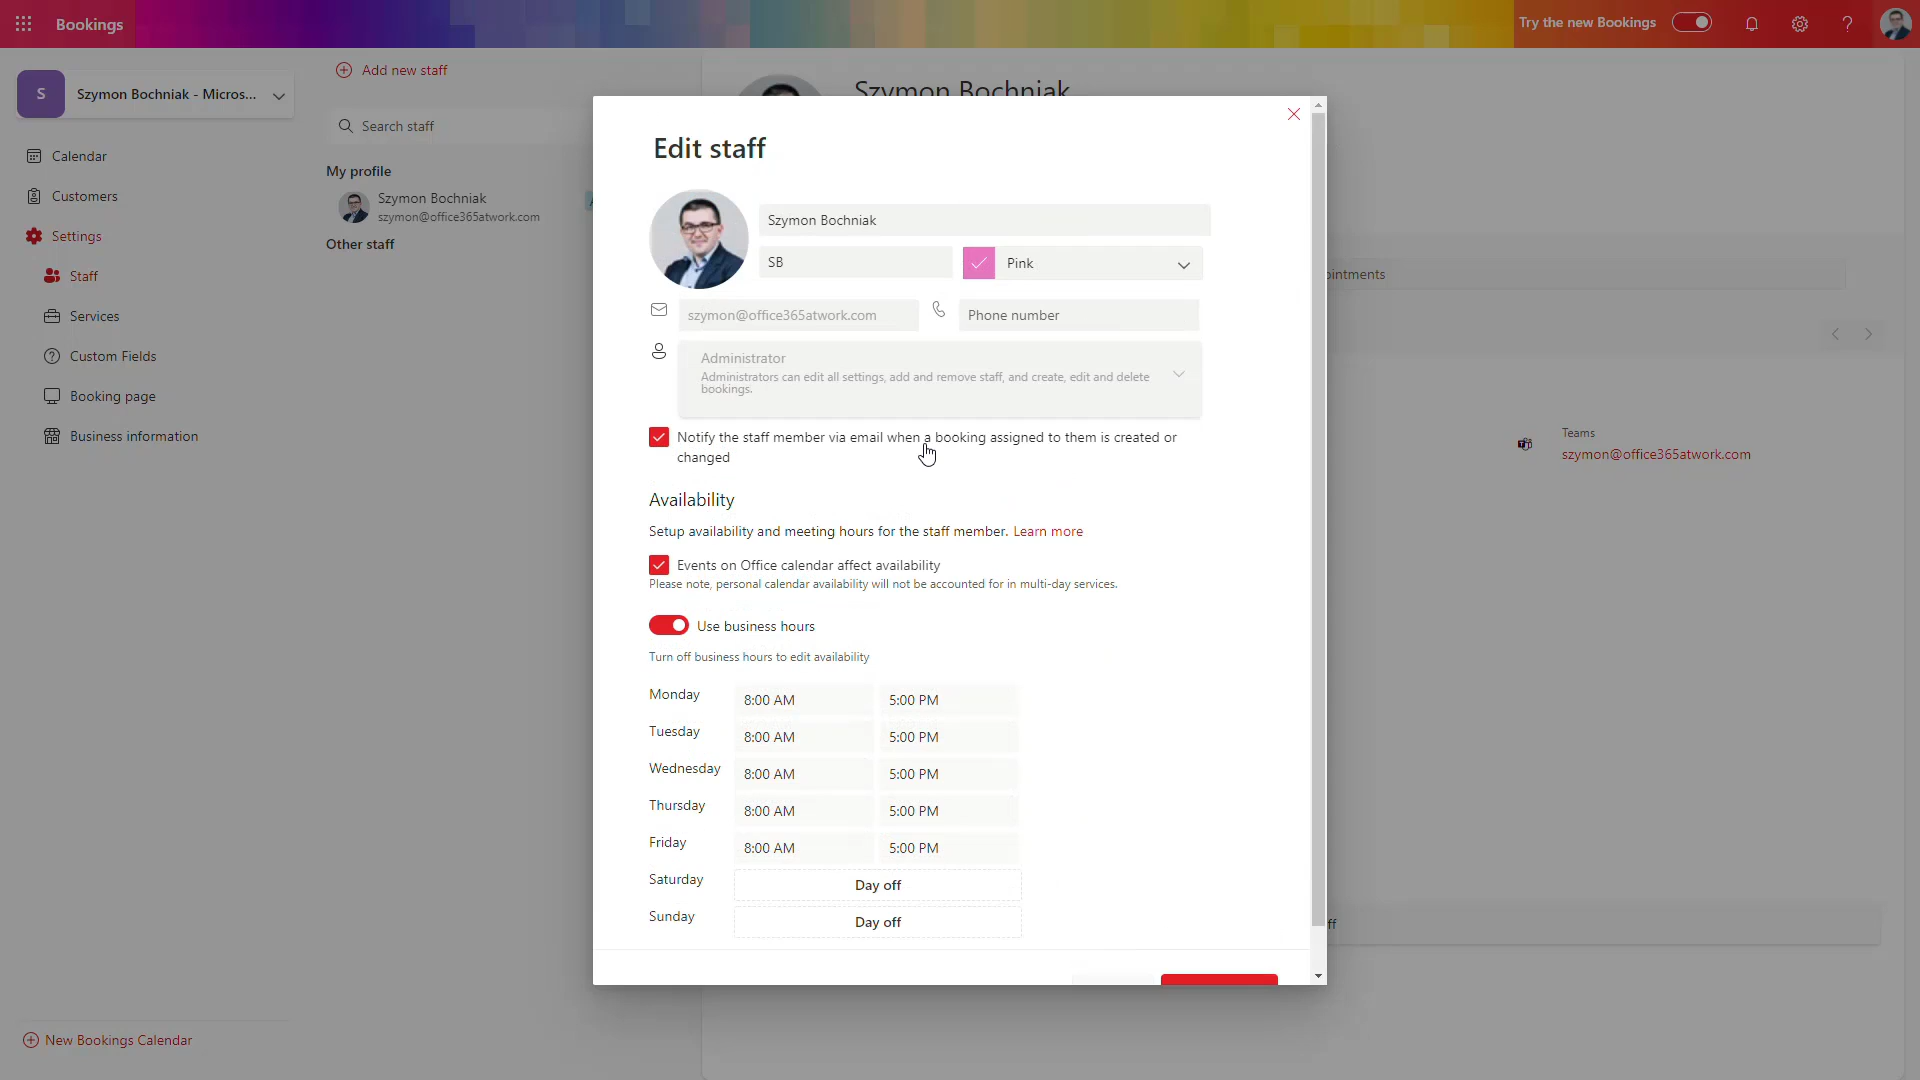 Bookings
Try the new Bookings
S
Szymon Bochniak - Micros...
Calendar
Customers
Settings
Staff
Services
Custom Fields
Booking page
Business information
New Bookings Calendar
Add new staff
Search staff
My profile
Szymon Bochniak
szymon@office365atwork.com
Other staff
Szymon Bochniak
Edit staff
Szymon Bochniak
SB
Pink
szymon@office365atwork.com
Phone number
Administrator
Administrators can edit all settings, add and remove staff, and create, edit and delete
bookings.
Notify the staff member via email when a booking assigned to them is created or
changed
Availability
Setup availability and meeting hours for the staff member. Learn more
Events on Office calendar affect availability
Please note, personal calendar availability will not be accounted for in multi-day services.
Use business hours
Turn off business hours to edit availability
Monday 8:00 AM 5:00 PM
Tuesday 8:00 AM 5:00 PM
Wednesday 8:00 AM 5:00 PM
Thursday 8:00 AM 5:00 PM
Friday 8:00 AM 5:00 PM
Saturday Day off
Sunday Day off
Teams
szymon@office365atwork.com